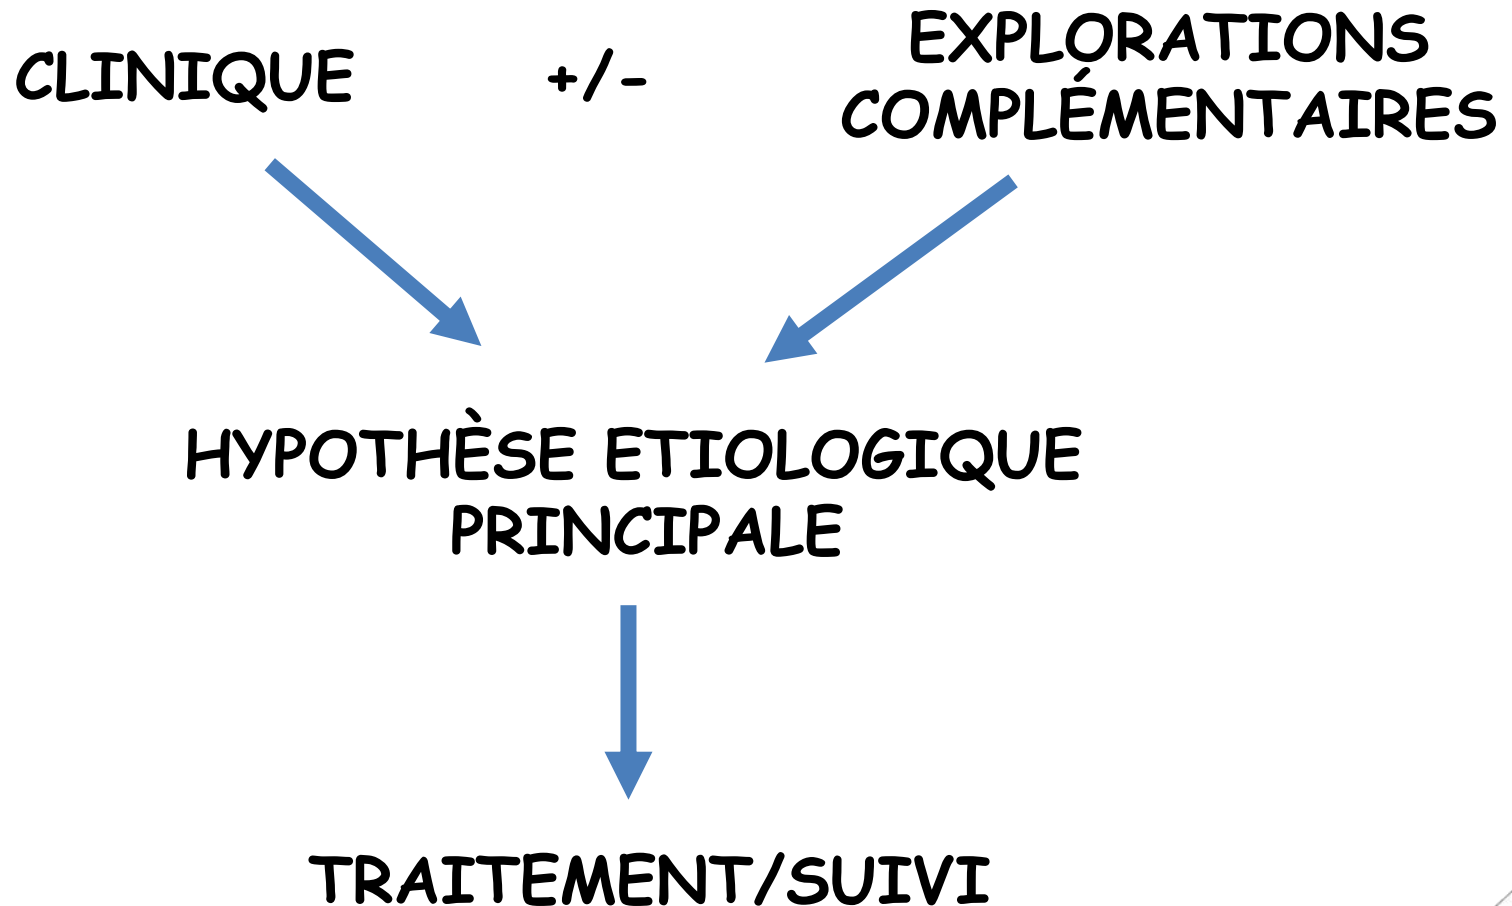 CLINIQUE +/- EXPLORATIONS
COMPLÉMENTAIRES
HYPOTHÈSE ETIOLOGIQUE
PRINCIPALE
TRAITEMENT/SUIVI